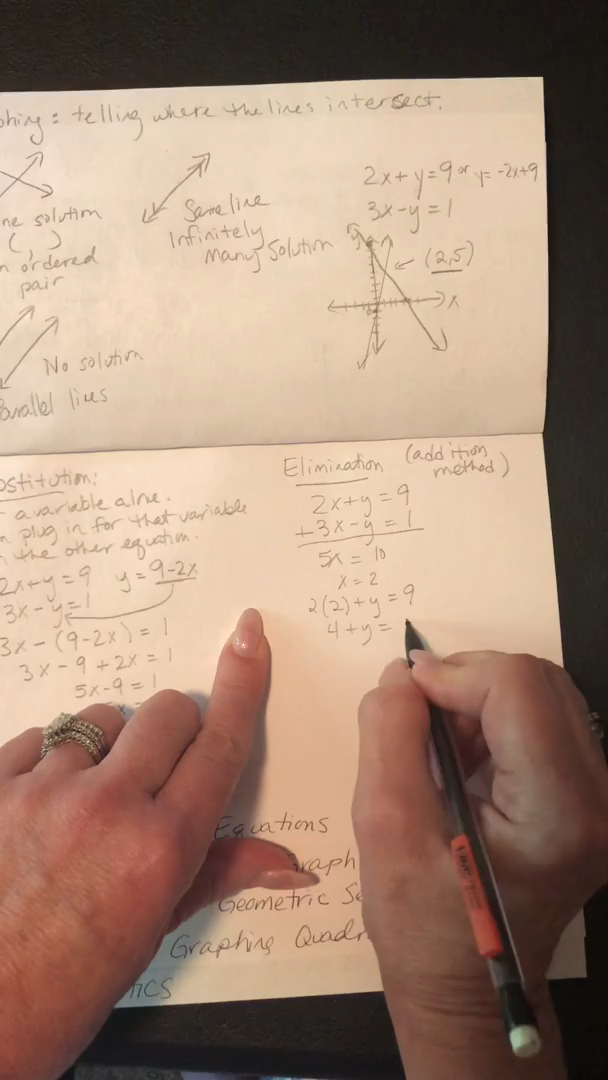 phing: telling where the lines intersect.
ne solution
( , )
ordered
pair
Same line
Infinitely
Many Solution
No solution
Parallel lines
2x + y = 9 or y = -2x+9
3x - y = 1
(2,5)
x
stitution:
a variable alne.
plug in for that variable
the other equation.
2x+y=9 y = 9-2x
3x-y=1
3x - (9-2x) = 1
3x - 9 + 2x = 1
5x-9 = 1
Elimination (addition
method)
2x+y = 9
+3x-y = 1
5x = 10
x = 2
2(2)+y = 9
4+y =
Equations
raph
Geometric Se
Graphing Quadr